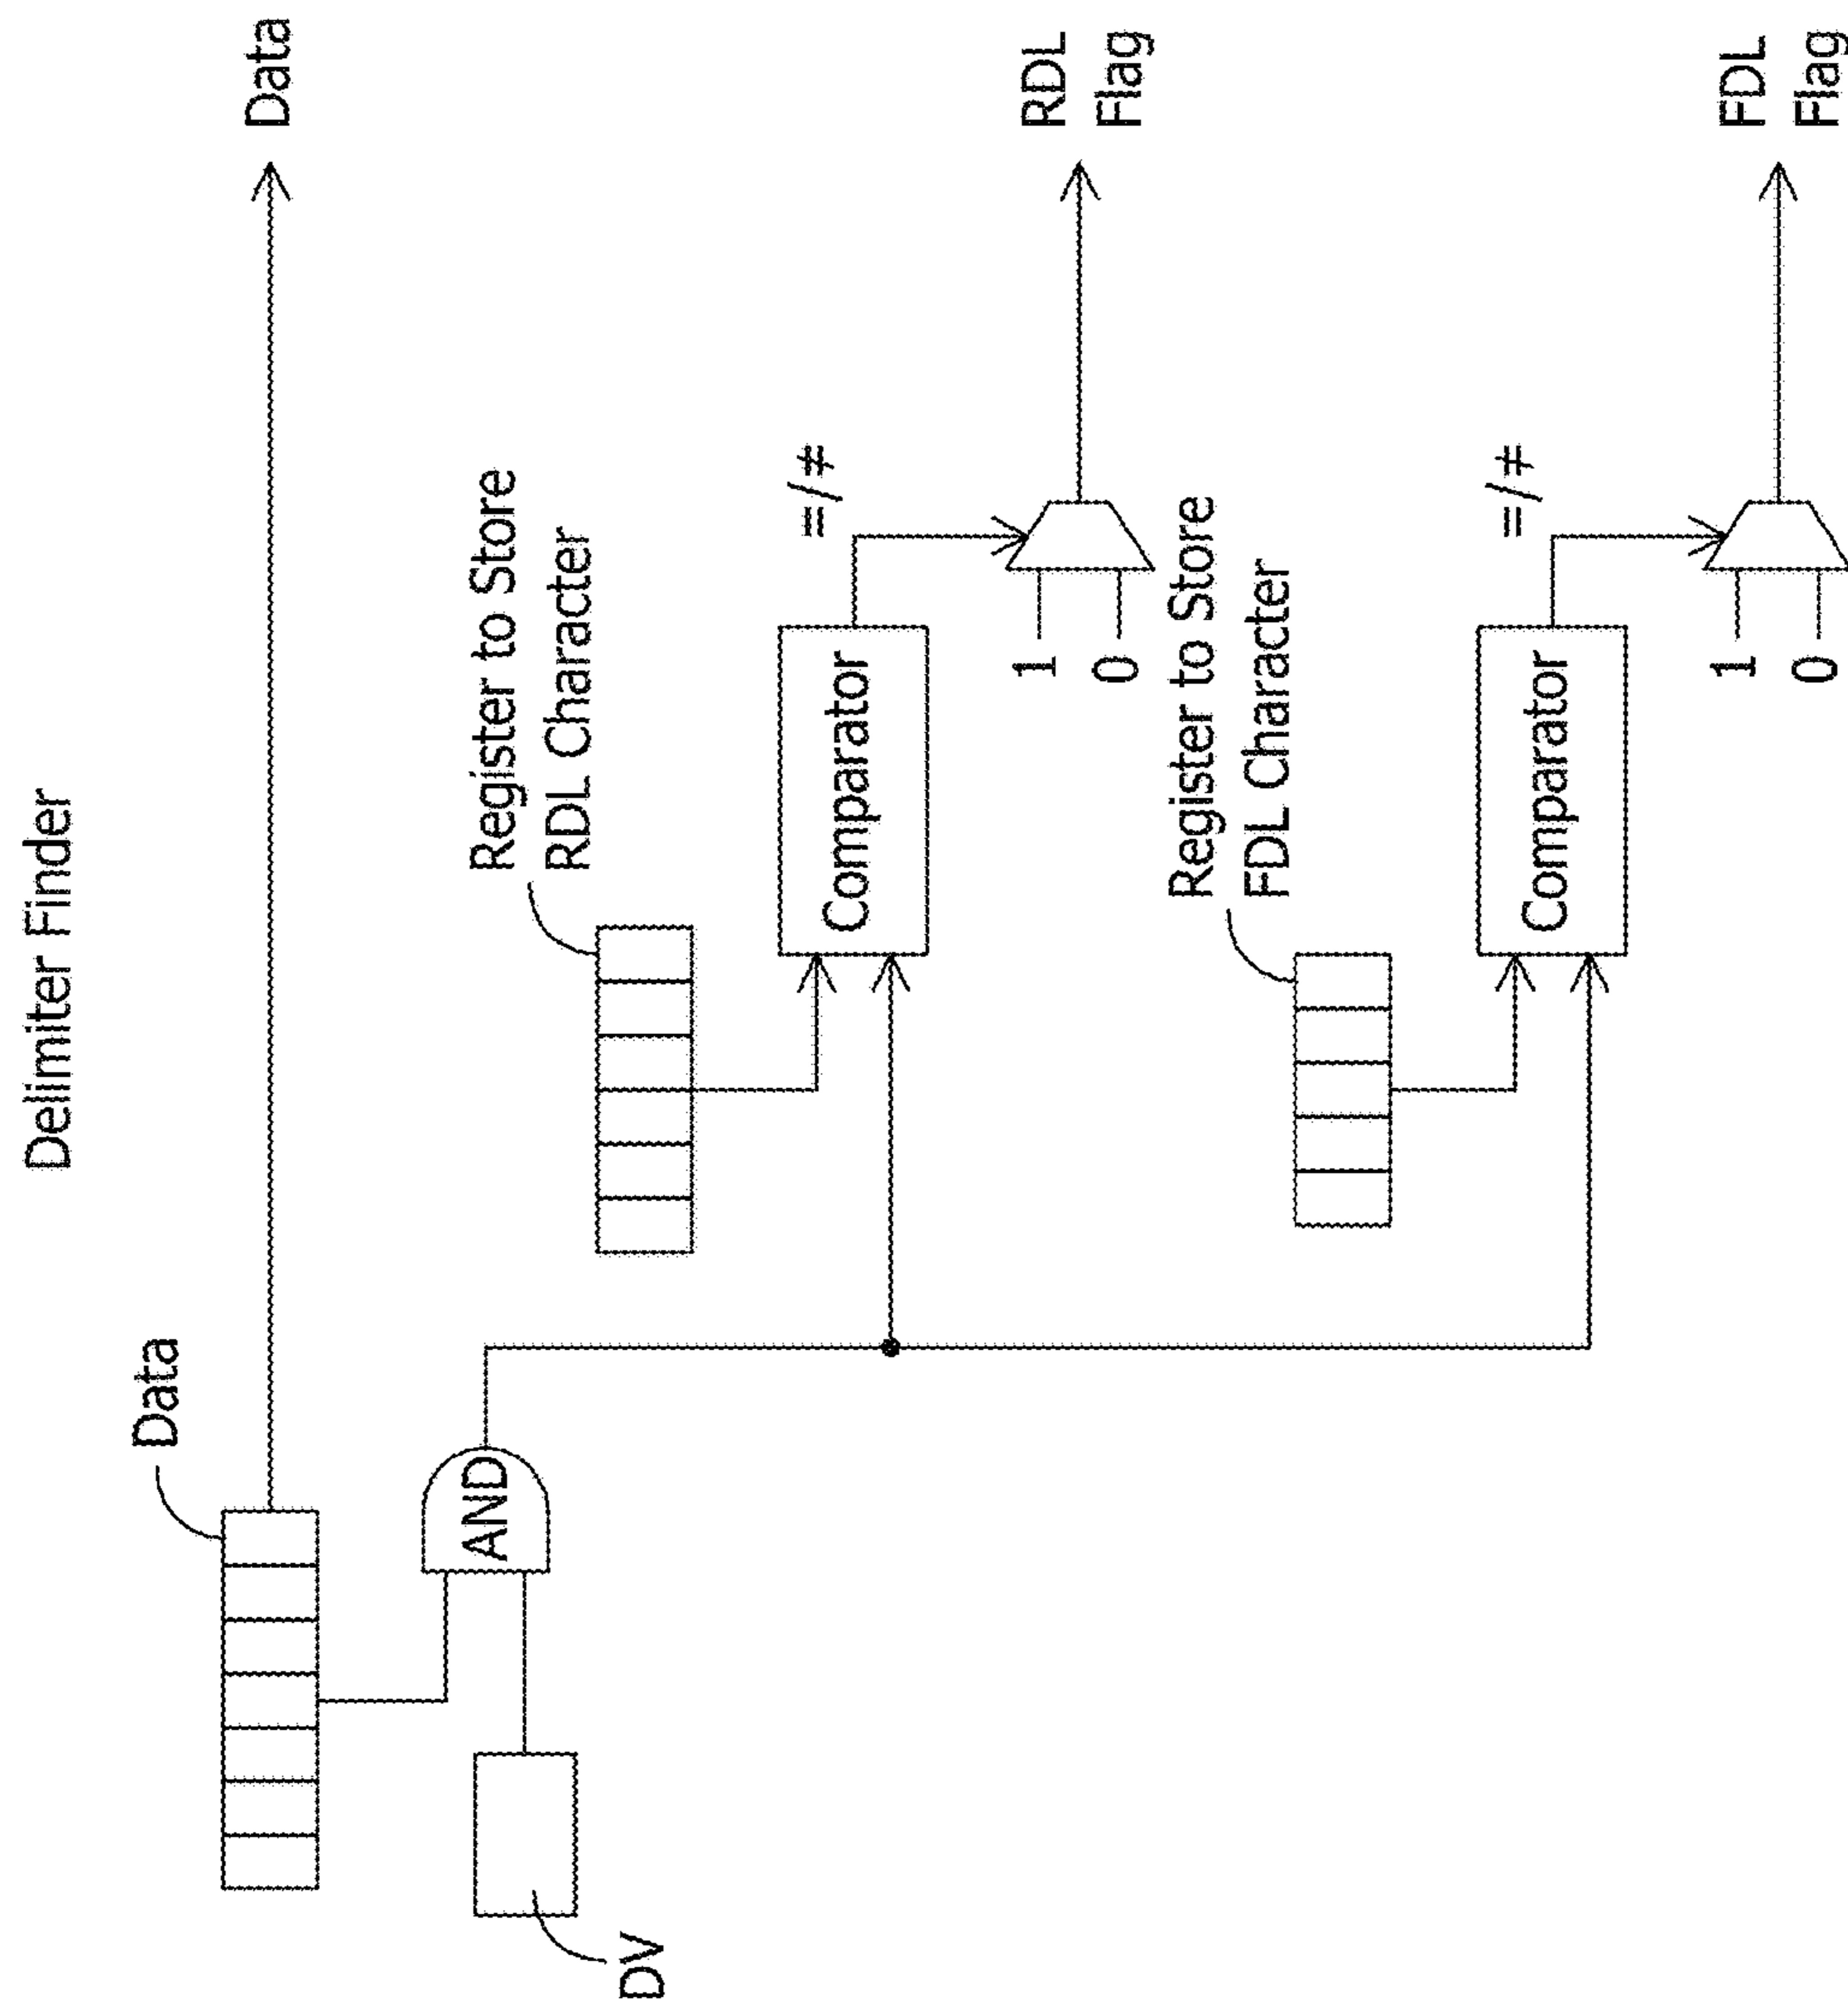 Delimiter Finder
Data
Data
AND
DV
Register to Store
RDL Character
Comparator
=/≠
1
0
RDL
Flag
Register to Store
FDL Character
Comparator
=/≠
1
0
FDL
Flag